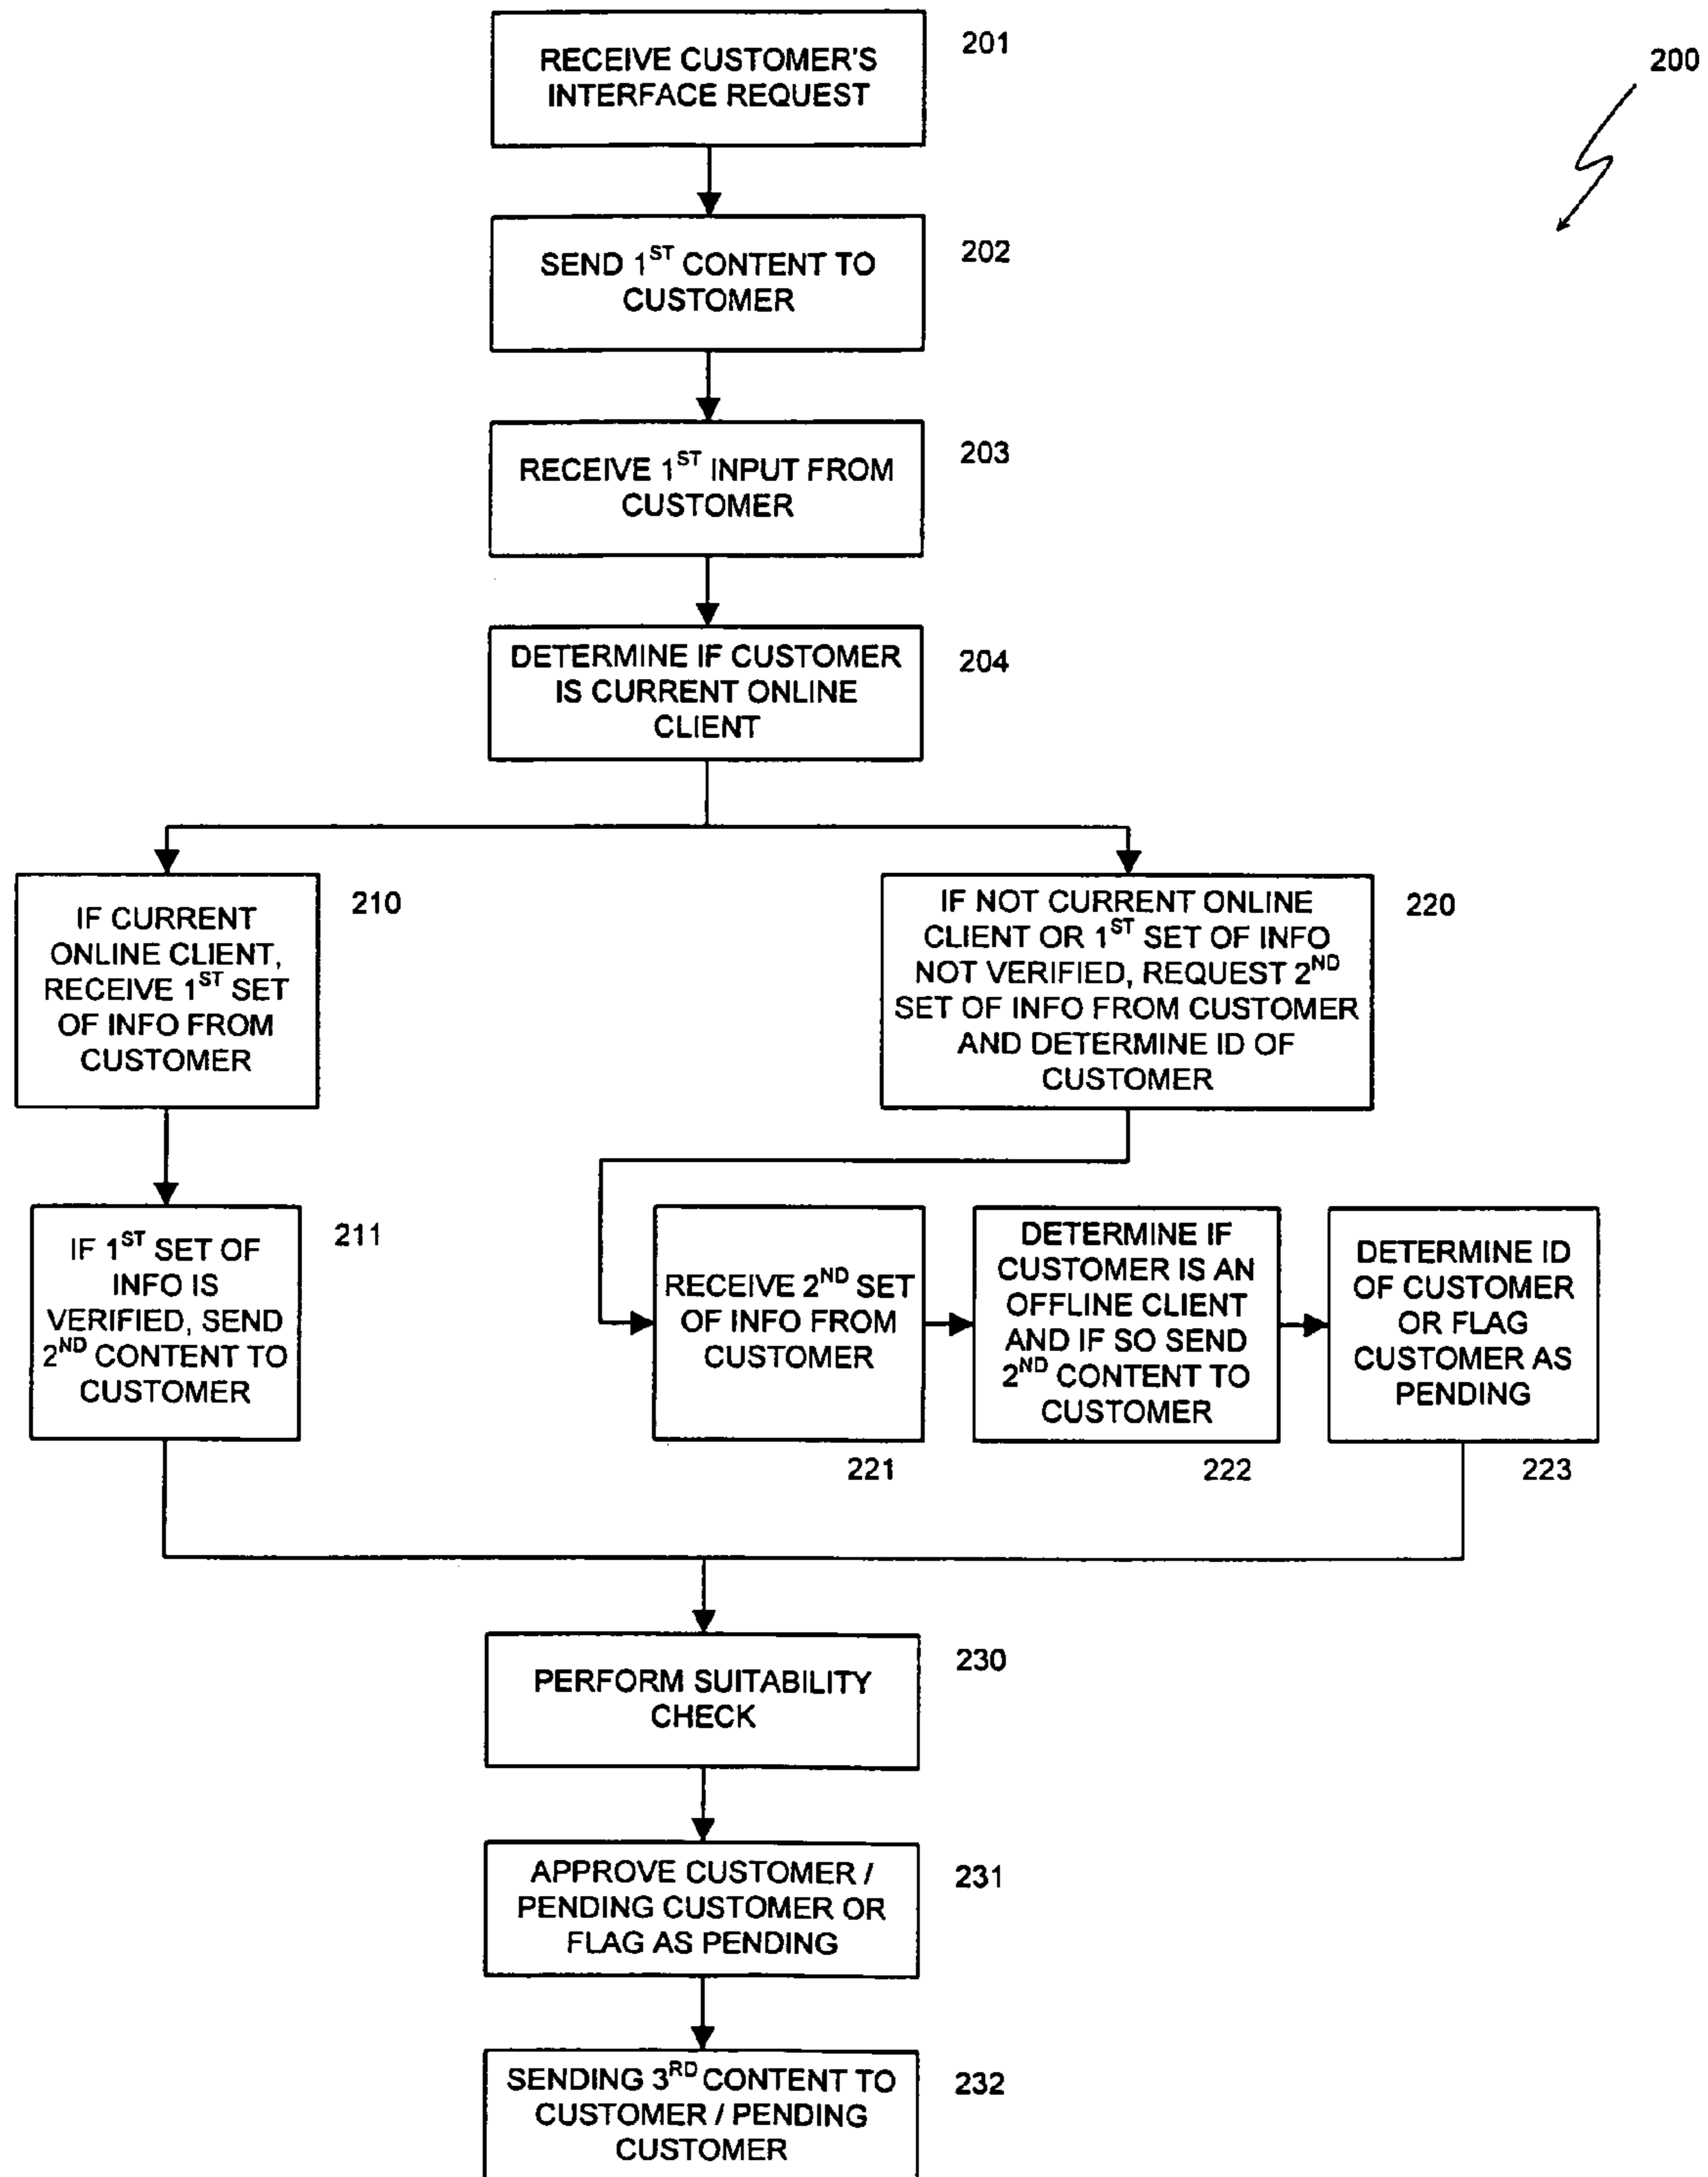 200
RECEIVE CUSTOMER'S
INTERFACE REQUEST
201
SEND 1ST CONTENT TO
CUSTOMER
202
RECEIVE 1ST INPUT FROM
CUSTOMER
203
DETERMINE IF CUSTOMER
IS CURRENT ONLINE
CLIENT
204
IF CURRENT
ONLINE CLIENT,
RECEIVE 1ST SET
OF INFO FROM
CUSTOMER
210
IF NOT CURRENT ONLINE
CLIENT OR 1ST SET OF INFO
NOT VERIFIED, REQUEST 2ND
SET OF INFO FROM CUSTOMER
AND DETERMINE ID OF
CUSTOMER
220
IF 1ST SET OF
INFO IS
VERIFIED, SEND
2ND CONTENT TO
CUSTOMER
211
RECEIVE 2ND SET
OF INFO FROM
CUSTOMER
221
DETERMINE IF
CUSTOMER IS AN
OFFLINE CLIENT
AND IF SO SEND
2ND CONTENT TO
CUSTOMER
222
DETERMINE ID
OF CUSTOMER
OR FLAG
CUSTOMER AS
PENDING
223
PERFORM SUITABILITY
CHECK
230
APPROVE CUSTOMER /
PENDING CUSTOMER OR
FLAG AS PENDING
231
SENDING 3RD CONTENT TO
CUSTOMER / PENDING
CUSTOMER
232